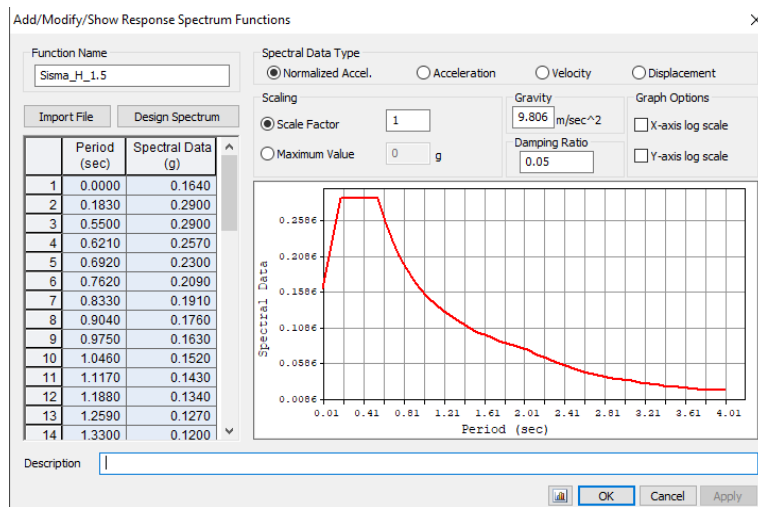 Add/Modify/Show Response Spectrum Functions
Function Name
Sisma_H_1.5
Import File
Design Spectrum
Spectral Data Type
Normalized Accel.
Acceleration
Velocity
Displacement
Scaling
Scale Factor
1
Maximum Value
0
g
Gravity
9.806 m/sec^2
Damping Ratio
0.05
Graph Options
X-axis log scale
Y-axis log scale
Period (sec) Spectral Data (g)
1 0.0000 0.1640
2 0.1830 0.2900
3 0.5500 0.2900
4 0.6210 0.2570
5 0.6920 0.2300
6 0.7620 0.2090
7 0.8330 0.1910
8 0.9040 0.1760
9 0.9750 0.1630
10 1.0460 0.1520
11 1.1170 0.1430
12 1.1880 0.1340
13 1.2590 0.1270
14 1.3300 0.1200
Spectral Data
0.2586
0.2086
0.1586
0.1086
0.0586
0.0086
0.01 0.41 0.81 1.21 1.61 2.01 2.41 2.81 3.21 3.61 4.01
Period (sec)
Description
OK
Cancel
Apply